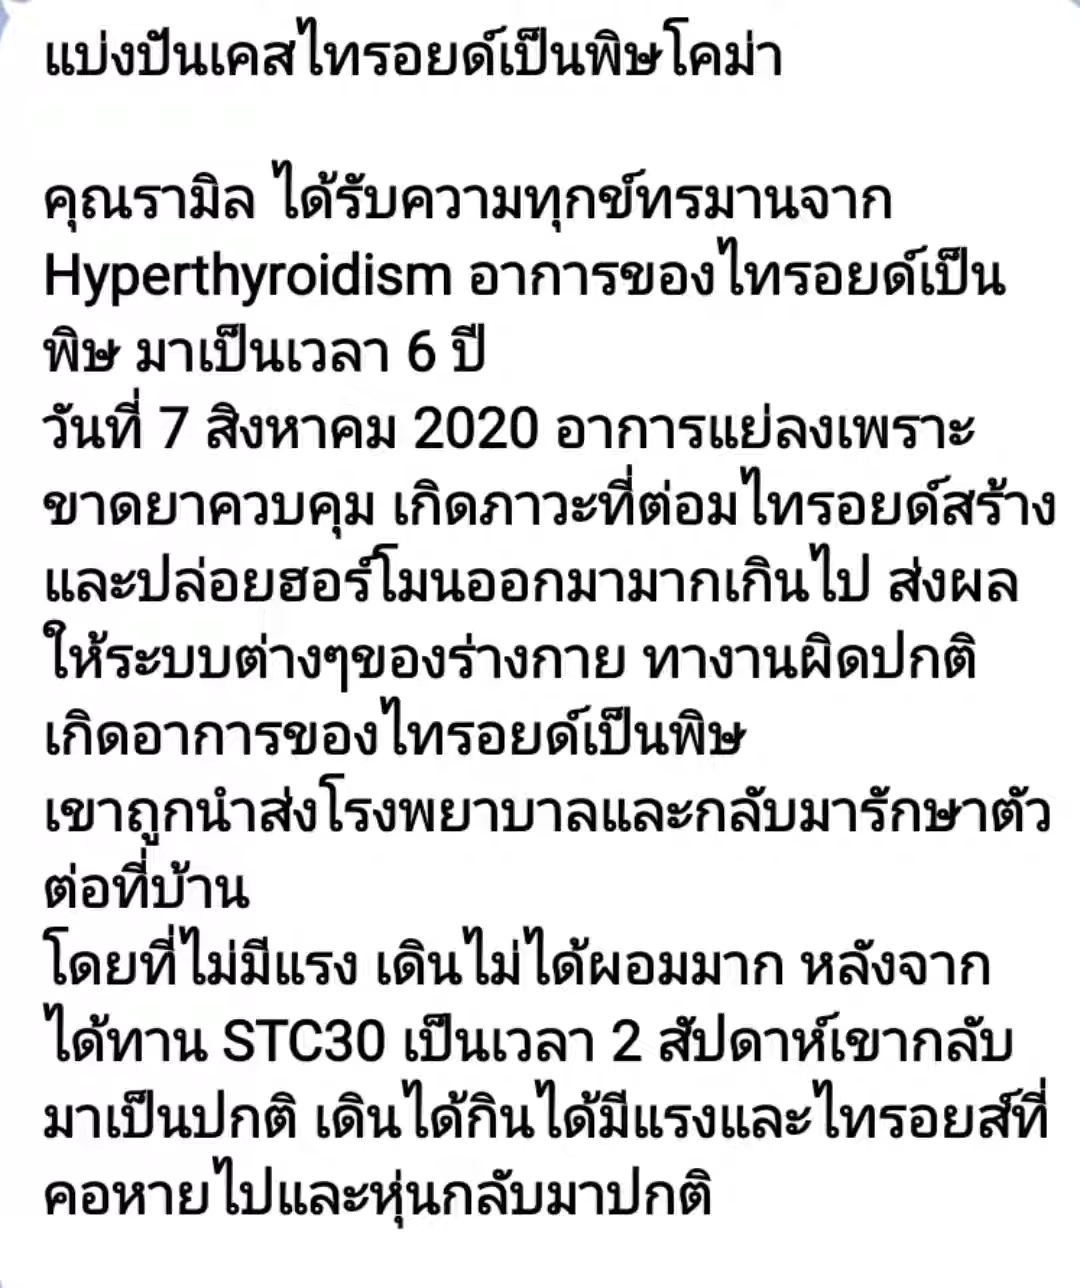 แบ่งปันเคสไทรอยด์เป็นพิษโคม่า
คุณรามิล ได้รับความทุกข์ทรมานจาก
Hyperthyroidism อาการของไทรอยด์เป็น
พิษ มาเป็นเวลา 6 ปี
วันที่ 7 สิงหาคม 2020 อาการแย่ลงเพราะ
ขาดยาควบคุม เกิดภาวะที่ต่อมไทรอยด์สร้าง
และปล่อยฮอร์โมนออกมามากเกินไป ส่งผล
ให้ระบบต่างๆของร่างกาย ทางานผิดปกติ
เกิดอาการของไทรอยด์เป็นพิษ
เขาถูกนำส่งโรงพยาบาลและกลับมารักษาตัว
ต่อที่บ้าน
โดยที่ไม่มีแรง เดินไม่ได้ผอมมาก หลังจาก
ได้ทาน STC30 เป็นเวลา 2 สัปดาห์เขากลับ
มาเป็นปกติ เดินได้กินได้มีแรงและไทรอยส์ที่
คอหายไปและหุ่นกลับมาปกติ